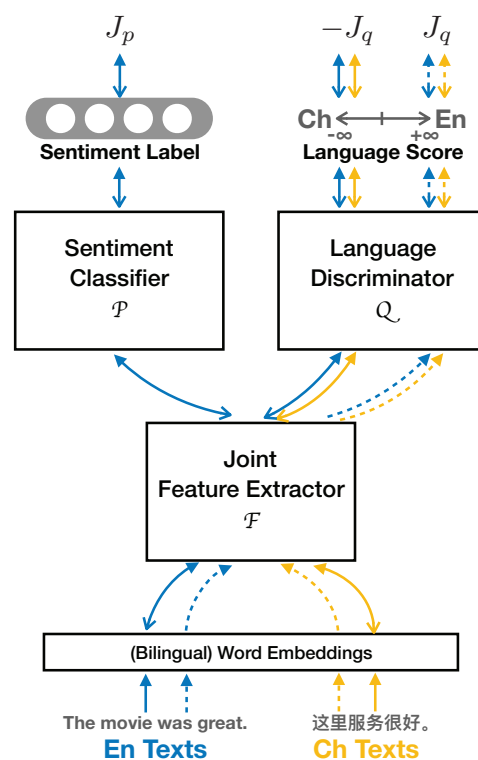 J_p
−J_q J_q
Ch En
-∞ +∞
Sentiment Label
Language Score
Sentiment
Classifier
𝒫
Language
Discriminator
𝒬
Joint
Feature Extractor
ℱ
(Bilingual) Word Embeddings
The movie was great.
这里服务很好。
En Texts
Ch Texts